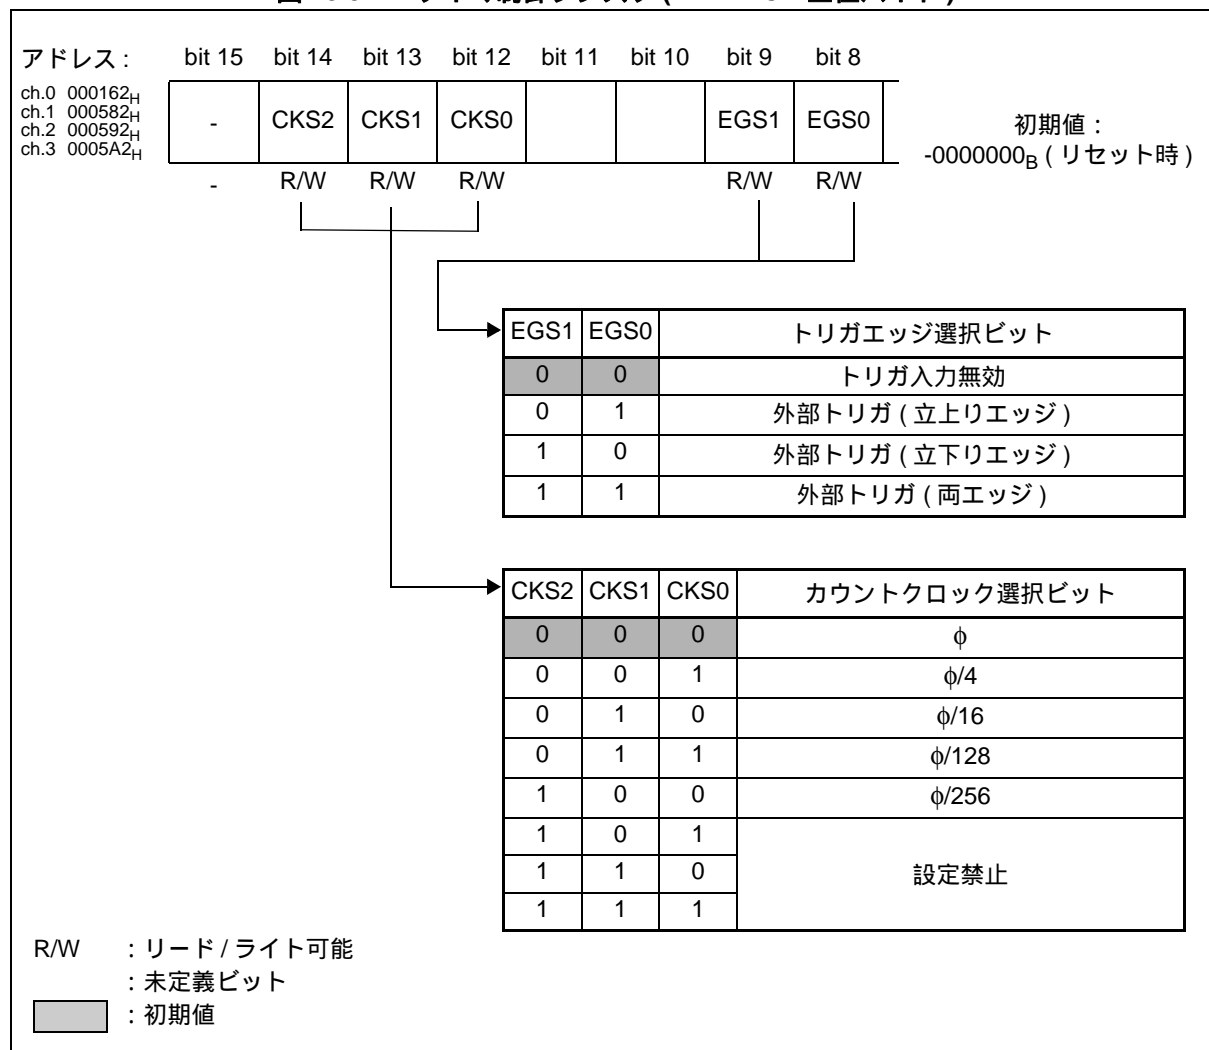 アドレス : bit 15 bit 14 bit 13 bit 12 bit 11 bit 10 bit 9 bit 8
ch.0 000162H
ch.1 000582H
ch.2 000592H
ch.3 0005A2H
- CKS2 CKS1 CKS0 EGS1 EGS0
初期値 :
-0000000B ( リセット時 )
- R/W R/W R/W R/W R/W
EGS1 EGS0 トリガエッジ選択ビット
0 0 トリガ入力無効
0 1 外部トリガ ( 立上りエッジ )
1 0 外部トリガ ( 立下りエッジ )
1 1 外部トリガ ( 両エッジ )
CKS2 CKS1 CKS0 カウントクロック選択ビット
0 0 0 φ
0 0 1 φ/4
0 1 0 φ/16
0 1 1 φ/128
1 0 0 φ/256
1 0 1
1 1 0 設定禁止
1 1 1
R/W : リード / ライト可能
: 未定義ビット
: 初期値